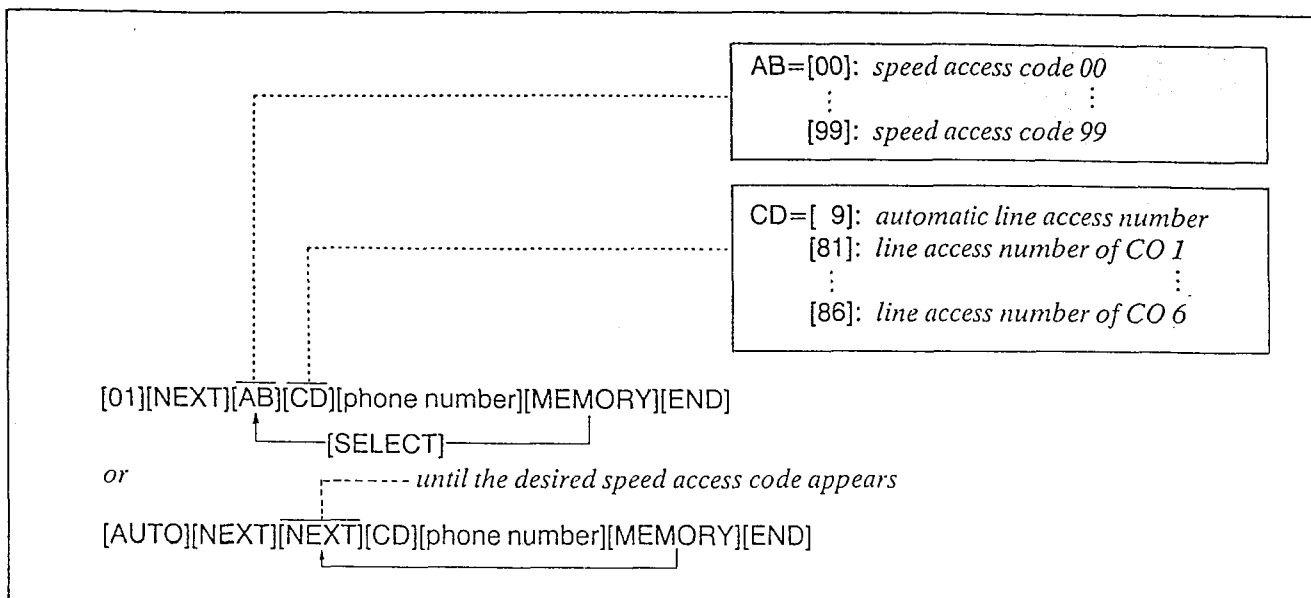 AB=[00]: speed access code 00
[99]: speed access code 99
CD=[ 9]: automatic line access number
[81]: line access number of CO 1
[86]: line access number of CO 6
[01][NEXT][AB][CD][phone number][MEMORY][END]
[SELECT]
or
until the desired speed access code appears
[AUTO][NEXT][NEXT][CD][phone number][MEMORY][END]